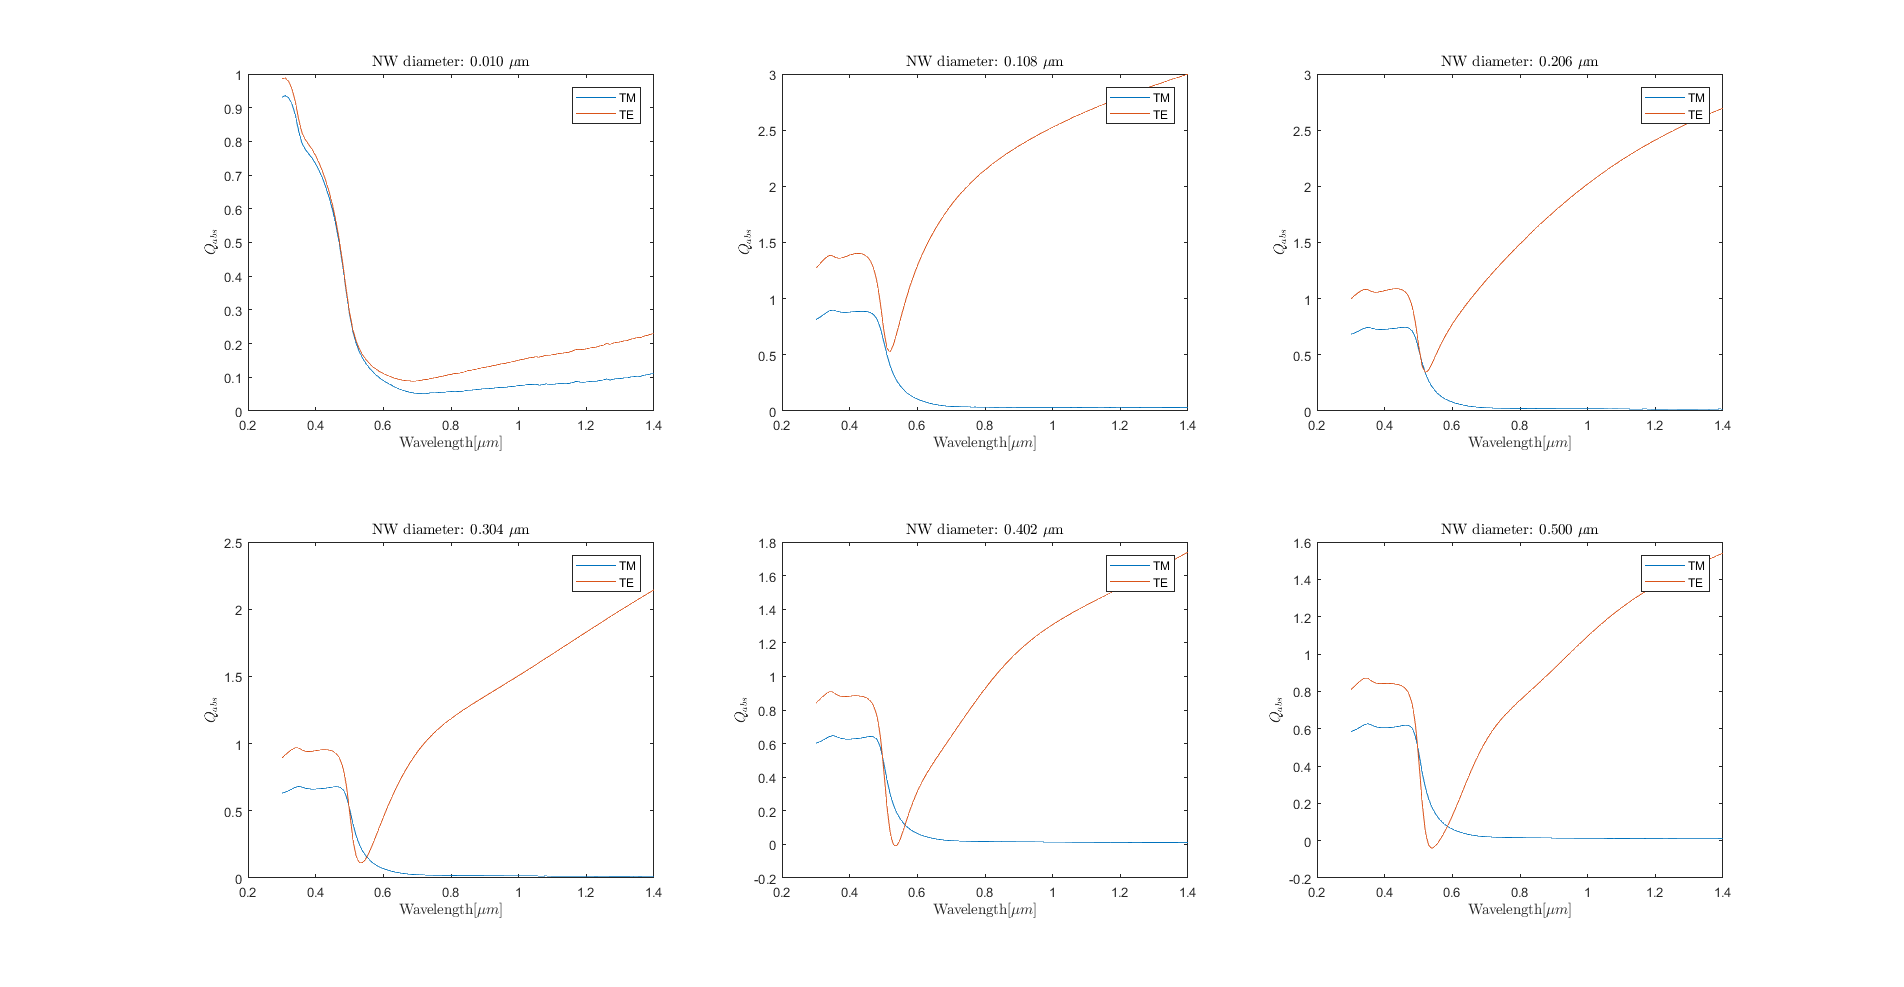 NW diameter: 0.010 μm
1
0.9
0.8
0.7
0.6
0.5
0.4
0.3
0.2
0.1
0
Q_abs
TM
TE
0.2 0.4 0.6 0.8 1 1.2 1.4
Wavelength[μm]
NW diameter: 0.108 μm
3
2.5
2
1.5
1
0.5
0
Q_abs
TM
TE
0.2 0.4 0.6 0.8 1 1.2 1.4
Wavelength[μm]
NW diameter: 0.206 μm
3
2.5
2
1.5
1
0.5
0
Q_abs
TM
TE
0.2 0.4 0.6 0.8 1 1.2 1.4
Wavelength[μm]
NW diameter: 0.304 μm
2.5
2
1.5
1
0.5
0
Q_abs
TM
TE
0.2 0.4 0.6 0.8 1 1.2 1.4
Wavelength[μm]
NW diameter: 0.402 μm
1.8
1.6
1.4
1.2
1
0.8
0.6
0.4
0.2
0
-0.2
Q_abs
TM
TE
0.2 0.4 0.6 0.8 1 1.2 1.4
Wavelength[μm]
NW diameter: 0.500 μm
1.6
1.4
1.2
1
0.8
0.6
0.4
0.2
0
-0.2
Q_abs
TM
TE
0.2 0.4 0.6 0.8 1 1.2 1.4
Wavelength[μm]